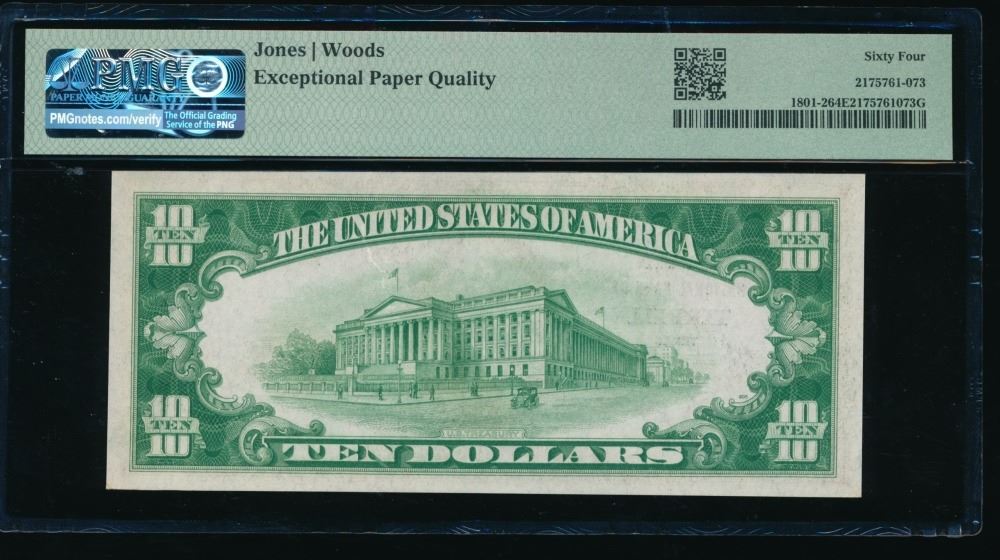 Jones | Woods
Exceptional Paper Quality
PMG
PAPER MONEY GUARANTY
PMGnotes.com/verify
The Official Grading
Service of the PNG
Sixty Four
2175761-073
1801-264E2175761073G
10 TEN 10
THE UNITED STATES OF AMERICA
10 TEN 10
U.S. TREASURY
10 TEN 10
TEN DOLLARS
10 TEN 10